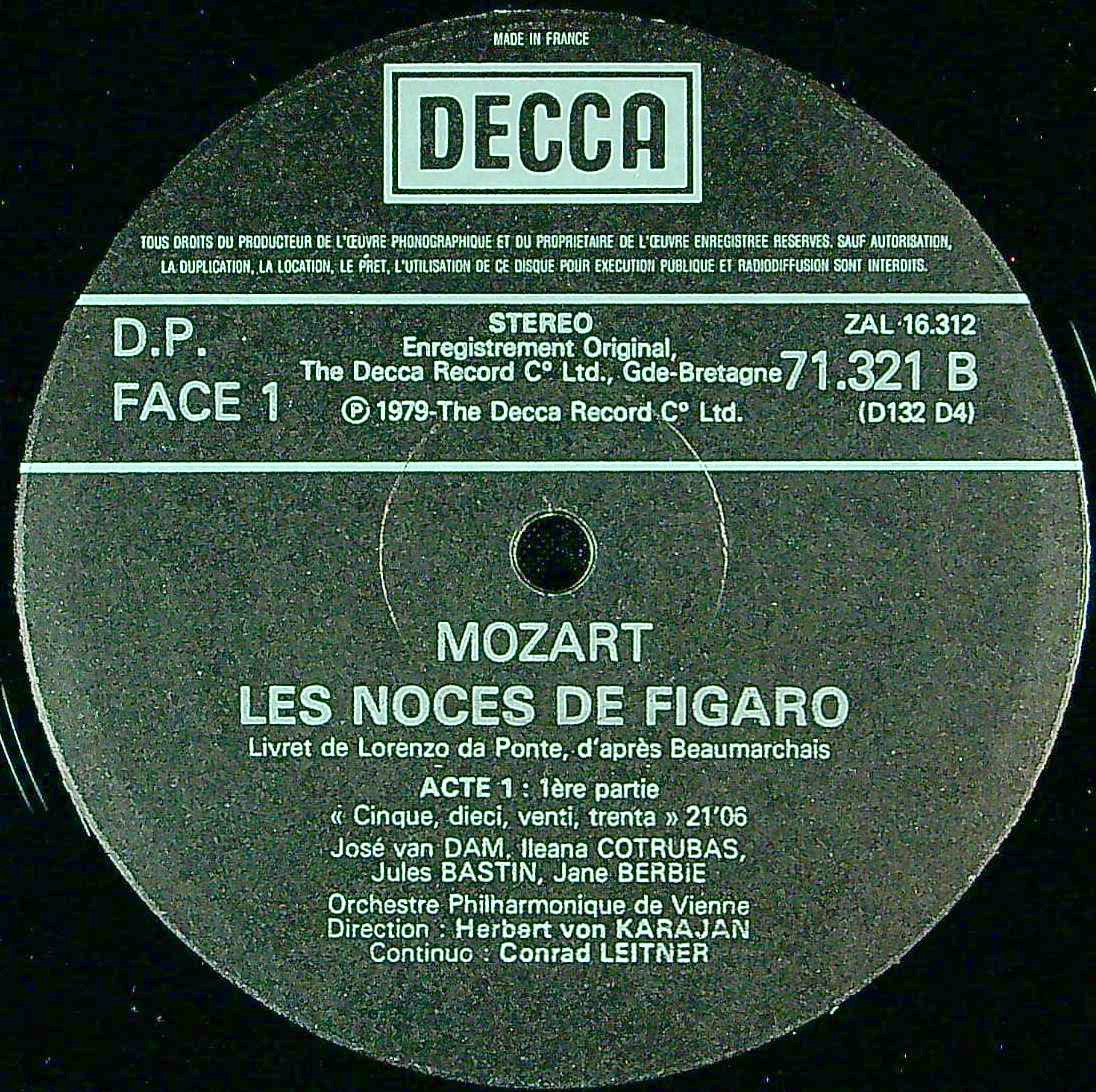 MADE IN FRANCE
DECCA
TOUS DROITS DU PRODUCTEUR DE L'ŒUVRE PHONOGRAPHIQUE ET DU PROPRIETAIRE DE L'ŒUVRE ENREGISTREE RESERVES. SAUF AUTORISATION,
LA DUPLICATION, LA LOCATION, LE PRET, L'UTILISATION DE CE DISQUE POUR EXECUTION PUBLIQUE ET RADIODIFFUSION SONT INTERDITS.
D.P.
FACE 1
STEREO
Enregistrement Original,
The Decca Record C° Ltd., Gde-Bretagne
℗ 1979-The Decca Record C° Ltd.
ZAL 16.312
71.321 B
(D132 D4)
MOZART
LES NOCES DE FIGARO
Livret de Lorenzo da Ponte, d'après Beaumarchais
ACTE 1 : 1ère partie
« Cinque, dieci, venti, trenta » 21'06
José van DAM, Ileana COTRUBAS,
Jules BASTIN, Jane BERBIE
Orchestre Philharmonique de Vienne
Direction : Herbert von KARAJAN
Continuo : Conrad LEITNER